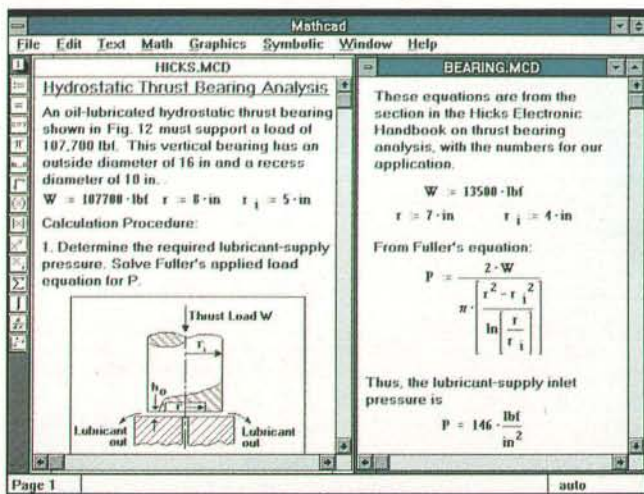 Mathcad
File Edit Text Math Graphics Symbolic Window Help
HICKS.MCD
Hydrostatic Thrust Bearing Analysis
An oil-lubricated hydrostatic thrust bearing
shown in Fig. 12 must support a load of
107,700 lbf. This vertical bearing has an
outside diameter of 16 in and a recess
diameter of 10 in.
W := 107700·lbf r := 8·in r i := 5·in
Calculation Procedure:
1. Determine the required lubricant-supply
pressure. Solve Fuller's applied load
equation for P.
Thrust Load W
r i
h o
r
Lubricant out
Lubricant out
BEARING.MCD
These equations are from the
section in the Hicks Electronic
Handbook on thrust bearing
analysis, with the numbers for our
application.
W := 13500·lbf
r := 7·in r i := 4·in
From Fuller's equation:
P := 2·W
π·[ r² - r i ²
ln[ r
r i ] ]
Thus, the lubricant-supply inlet
pressure is
P = 146 · lbf
in²
Page 1 auto